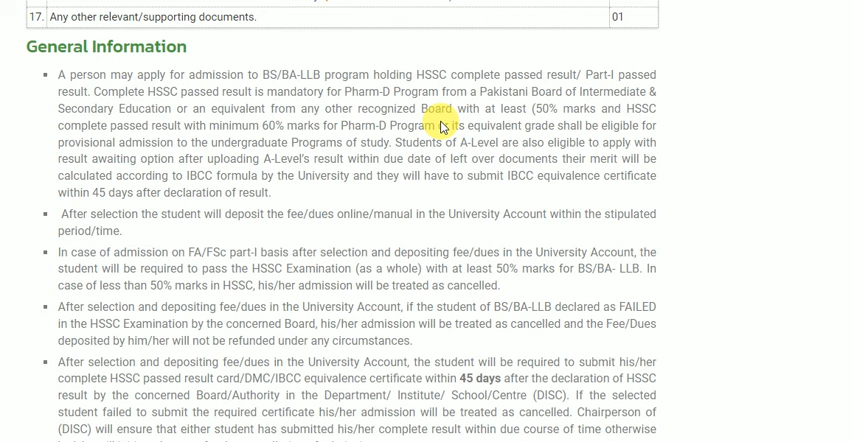 17. Any other relevant/supporting documents. 01
General Information
▪ A person may apply for admission to BS/BA-LLB program holding HSSC complete passed result/ Part-I passed
result. Complete HSSC passed result is mandatory for Pharm-D Program from a Pakistani Board of Intermediate &
Secondary Education or an equivalent from any other recognized Board with at least (50% marks and HSSC
complete passed result with minimum 60% marks for Pharm-D Program its equivalent grade shall be eligible for
provisional admission to the undergraduate Programs of study. Students of A-Level are also eligible to apply with
result awaiting option after uploading A-Level's result within due date of left over documents their merit will be
calculated according to IBCC formula by the University and they will have to submit IBCC equivalence certificate
within 45 days after declaration of result.
▪ After selection the student will deposit the fee/dues online/manual in the University Account within the stipulated
period/time.
▪ In case of admission on FA/FSc part-I basis after selection and depositing fee/dues in the University Account, the
student will be required to pass the HSSC Examination (as a whole) with at least 50% marks for BS/BA- LLB. In
case of less than 50% marks in HSSC, his/her admission will be treated as cancelled.
▪ After selection and depositing fee/dues in the University Account, if the student of BS/BA-LLB declared as FAILED
in the HSSC Examination by the concerned Board, his/her admission will be treated as cancelled and the Fee/Dues
deposited by him/her will not be refunded under any circumstances.
▪ After selection and depositing fee/dues in the University Account, the student will be required to submit his/her
complete HSSC passed result card/DMC/IBCC equivalence certificate within 45 days after the declaration of HSSC
result by the concerned Board/Authority in the Department/ Institute/ School/Centre (DISC). If the selected
student failed to submit the required certificate his/her admission will be treated as cancelled. Chairperson of
(DISC) will ensure that either student has submitted his/her complete result within due course of time otherwise